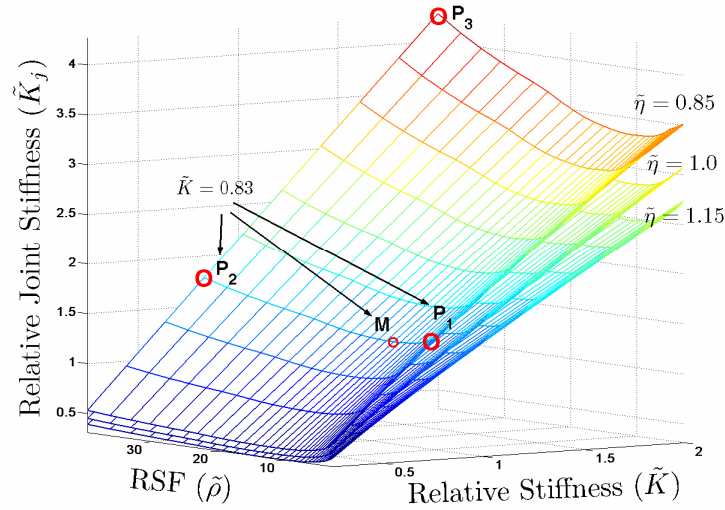 P₃
4
3.5
3
2.5
2
1.5
1
0.5
Relative Joint Stiffness (K̃ⱼ)
η̃ = 0.85
η̃ = 1.0
η̃ = 1.15
K̃ = 0.83
P₂
M
P₁
30
20
10
RSF (ρ̃)
0.5
1
1.5
2
Relative Stiffness (K̃)